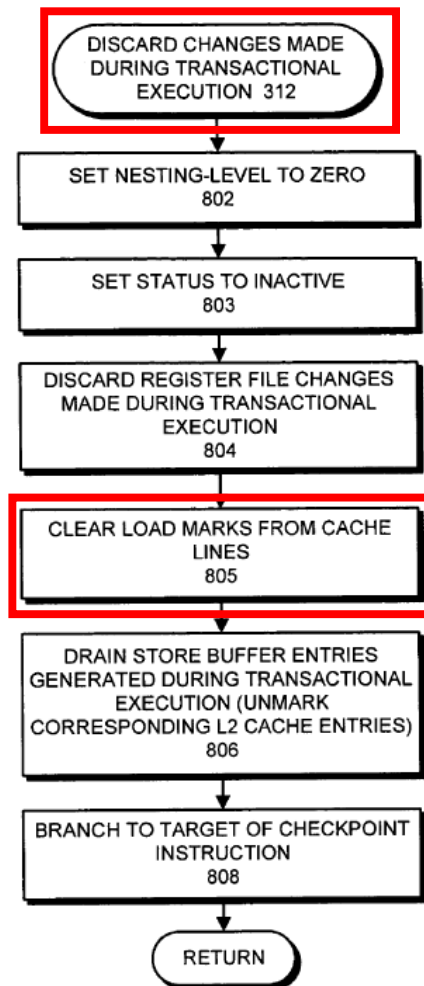 DISCARD CHANGES MADE
DURING TRANSACTIONAL
EXECUTION 312
SET NESTING-LEVEL TO ZERO
802
SET STATUS TO INACTIVE
803
DISCARD REGISTER FILE CHANGES
MADE DURING TRANSACTIONAL
EXECUTION
804
CLEAR LOAD MARKS FROM CACHE
LINES
805
DRAIN STORE BUFFER ENTRIES
GENERATED DURING TRANSACTIONAL
EXECUTION (UNMARK
CORRESPONDING L2 CACHE ENTRIES)
806
BRANCH TO TARGET OF CHECKPOINT
INSTRUCTION
808
RETURN